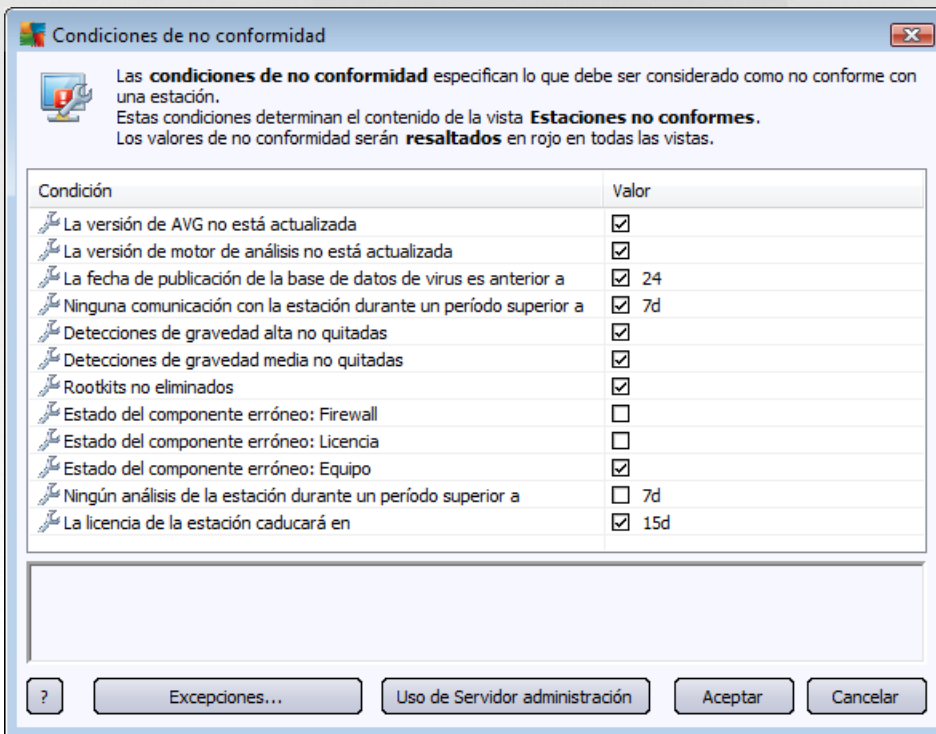 Condiciones de no conformidad
Las condiciones de no conformidad especifican lo que debe ser considerado como no conforme con
una estación.
Estas condiciones determinan el contenido de la vista Estaciones no conformes.
Los valores de no conformidad serán resaltados en rojo en todas las vistas.
Condición Valor
La versión de AVG no está actualizada
La versión de motor de análisis no está actualizada
La fecha de publicación de la base de datos de virus es anterior a 24
Ninguna comunicación con la estación durante un período superior a 7d
Detecciones de gravedad alta no quitadas
Detecciones de gravedad media no quitadas
Rootkits no eliminados
Estado del componente erróneo: Firewall
Estado del componente erróneo: Licencia
Estado del componente erróneo: Equipo
Ningún análisis de la estación durante un período superior a 7d
La licencia de la estación caducará en 15d
? Excepciones... Uso de Servidor administración Aceptar Cancelar